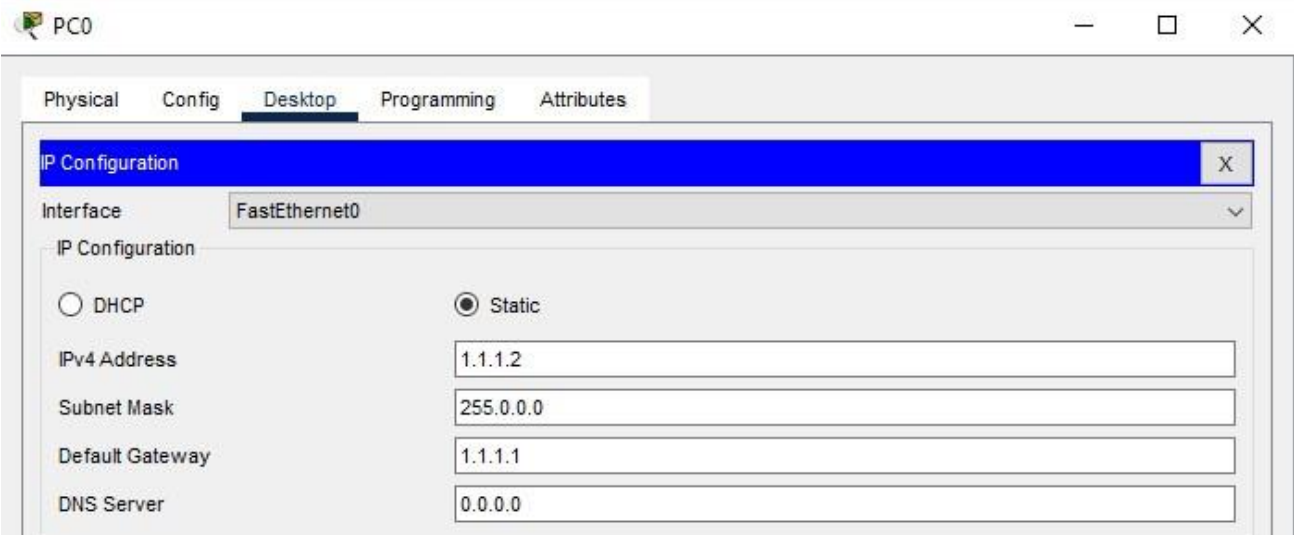 PC0
Physical Config Desktop Programming Attributes
IP Configuration X
Interface FastEthernet0
IP Configuration
DHCP Static
IPv4 Address 1.1.1.2
Subnet Mask 255.0.0.0
Default Gateway 1.1.1.1
DNS Server 0.0.0.0